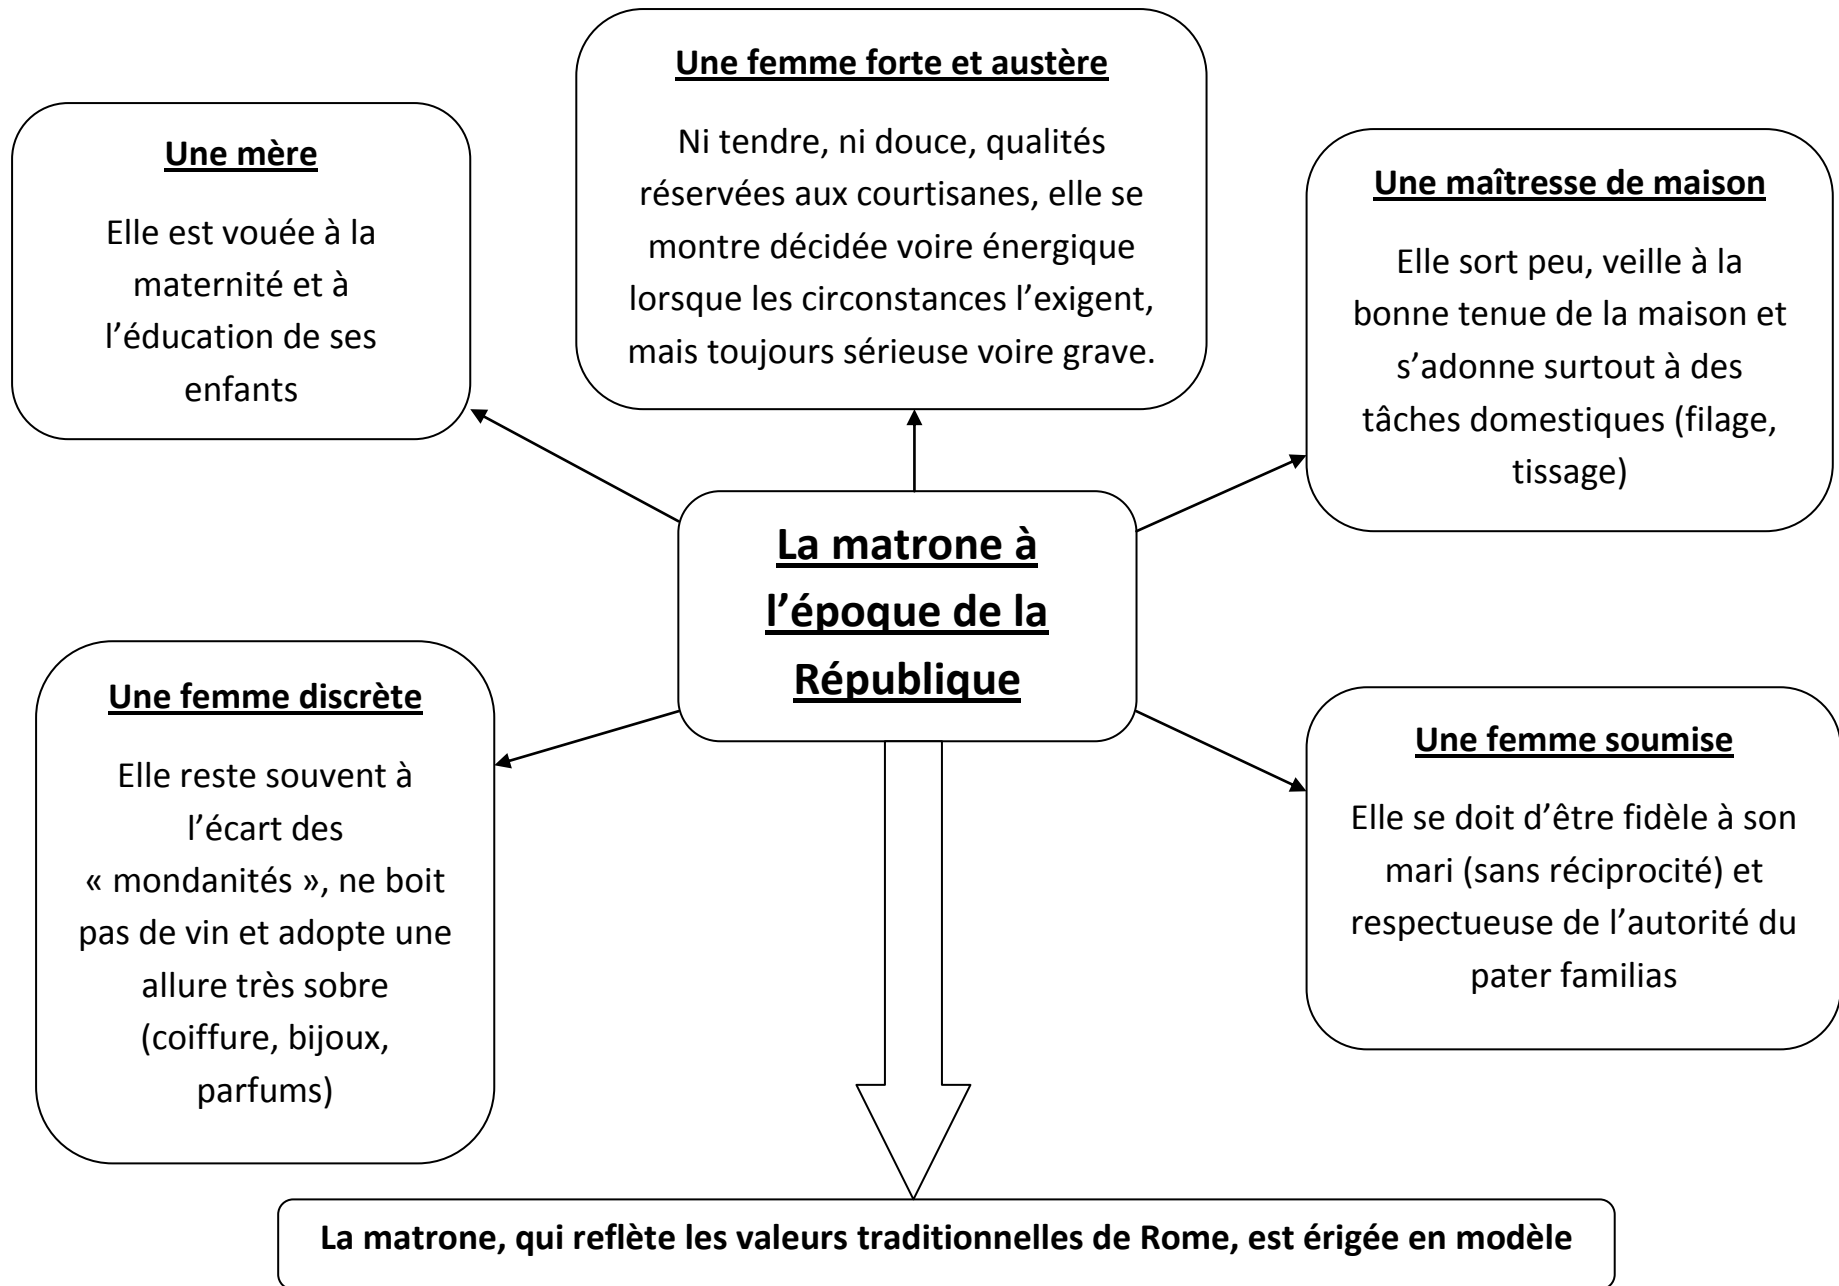 Une femme forte et austère
Ni tendre, ni douce, qualités
réservées aux courtisanes, elle se
montre décidée voire énergique
lorsque les circonstances l’exigent,
mais toujours sérieuse voire grave.
Une mère
Elle est vouée à la
maternité et à
l’éducation de ses
enfants
Une maîtresse de maison
Elle sort peu, veille à la
bonne tenue de la maison et
s’adonne surtout à des
tâches domestiques (filage,
tissage)
La matrone à
l’époque de la
République
Une femme discrète
Elle reste souvent à
l’écart des
« mondanités », ne boit
pas de vin et adopte une
allure très sobre
(coiffure, bijoux,
parfums)
Une femme soumise
Elle se doit d’être fidèle à son
mari (sans réciprocité) et
respectueuse de l’autorité du
pater familias
La matrone, qui reflète les valeurs traditionnelles de Rome, est érigée en modèle